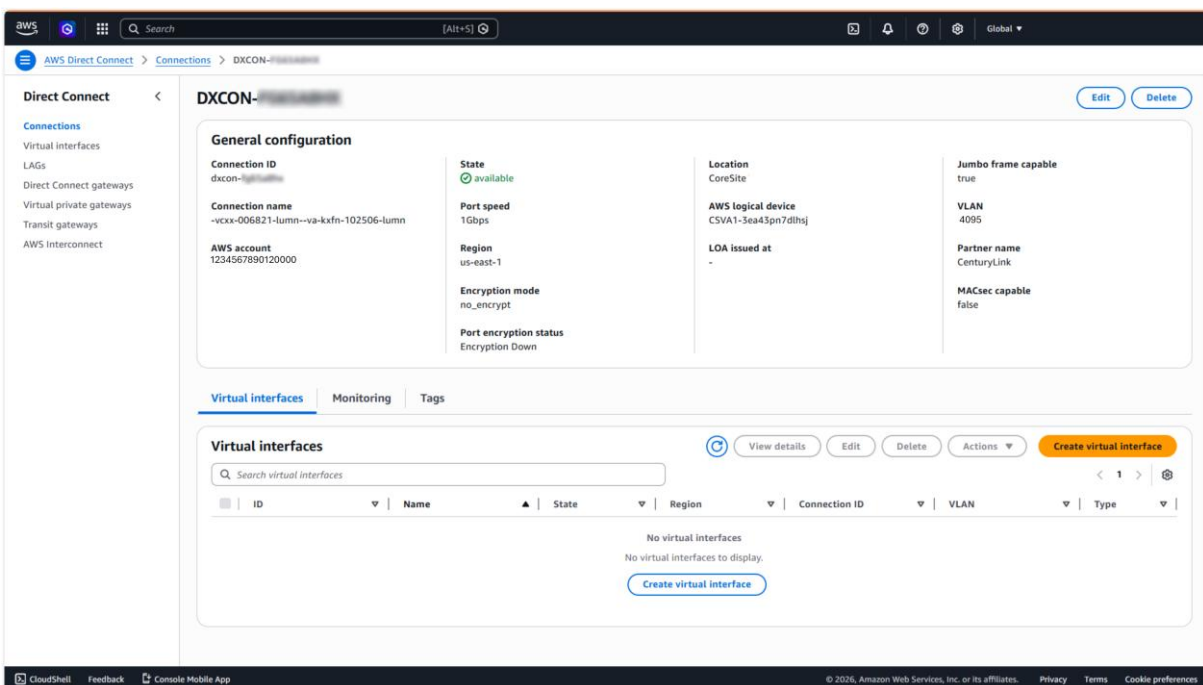 aws Search [Alt+S] Global
AWS Direct Connect > Connections > DXCON-
Direct Connect
Connections
Virtual interfaces
LAGs
Direct Connect gateways
Virtual private gateways
Transit gateways
AWS Interconnect
DXCON-
Edit Delete
General configuration
Connection ID
dxcon-
Connection name
-vcxx-006821-lumn--va-kxfn-102506-lumn
AWS account
1234567890120000
State
available
Port speed
1Gbps
Region
us-east-1
Encryption mode
no_encrypt
Port encryption status
Encryption Down
Location
CoreSite
AWS logical device
CSVA1-3ea43pn7dlhsj
LOA issued at
-
Jumbo frame capable
true
VLAN
4095
Partner name
CenturyLink
MACsec capable
false
Virtual interfaces Monitoring Tags
Virtual interfaces
View details Edit Delete Actions Create virtual interface
Search virtual interfaces
< 1 >
ID Name State Region Connection ID VLAN Type
No virtual interfaces
No virtual interfaces to display.
Create virtual interface
CloudShell Feedback Console Mobile App © 2026, Amazon Web Services, Inc. or its affiliates. Privacy Terms Cookie preferences